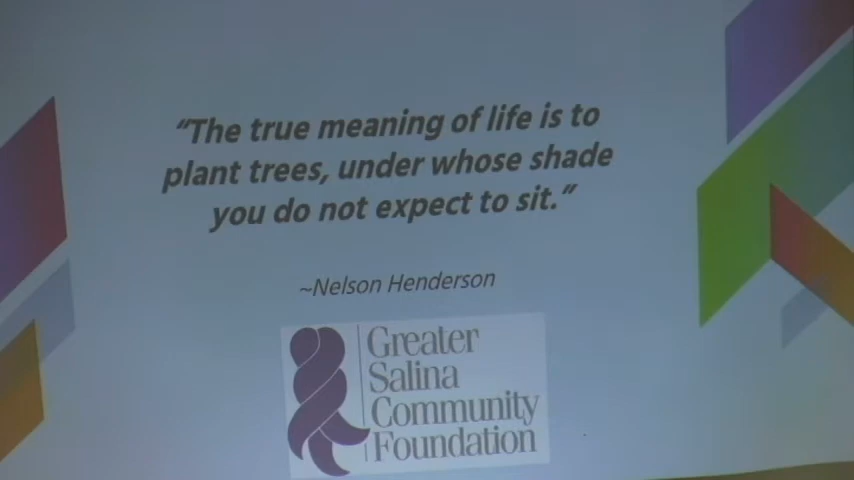 “The true meaning of life is to
plant trees, under whose shade
you do not expect to sit.”
~Nelson Henderson
Greater
Salina
Community
Foundation